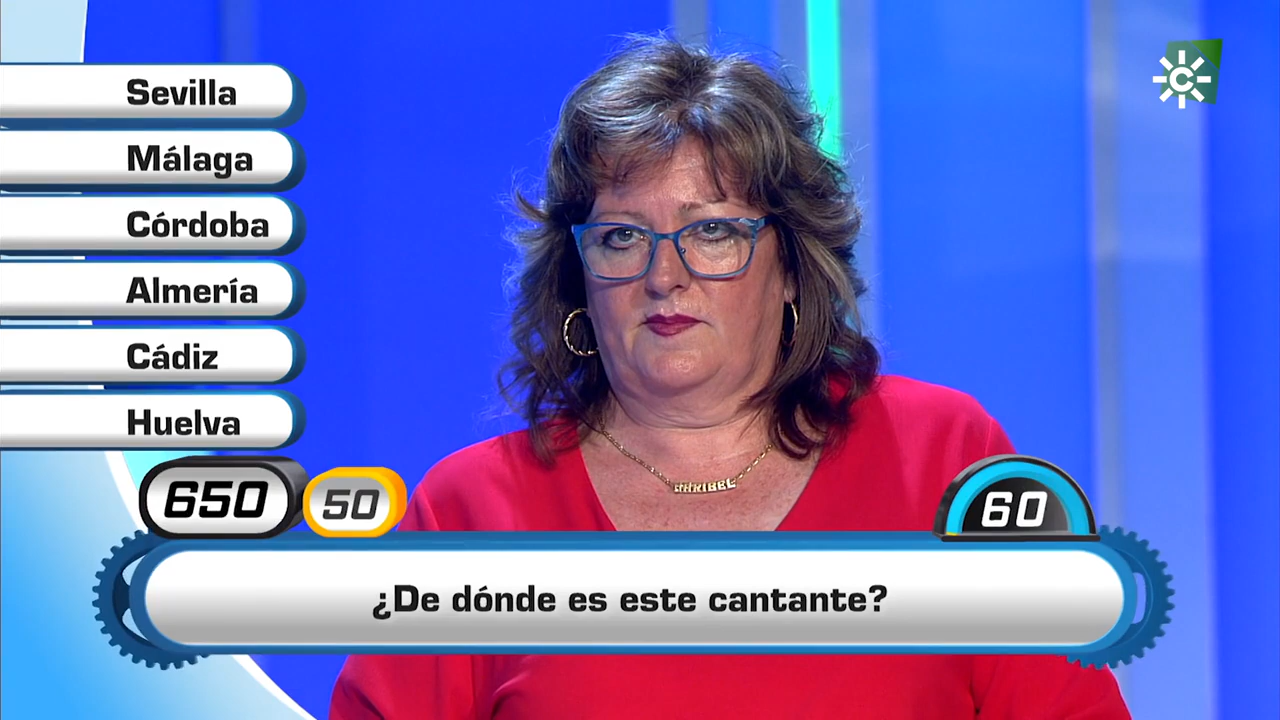 Sevilla
Málaga
Córdoba
Almería
Cádiz
Huelva
650
50
60
¿De dónde es este cantante?
C